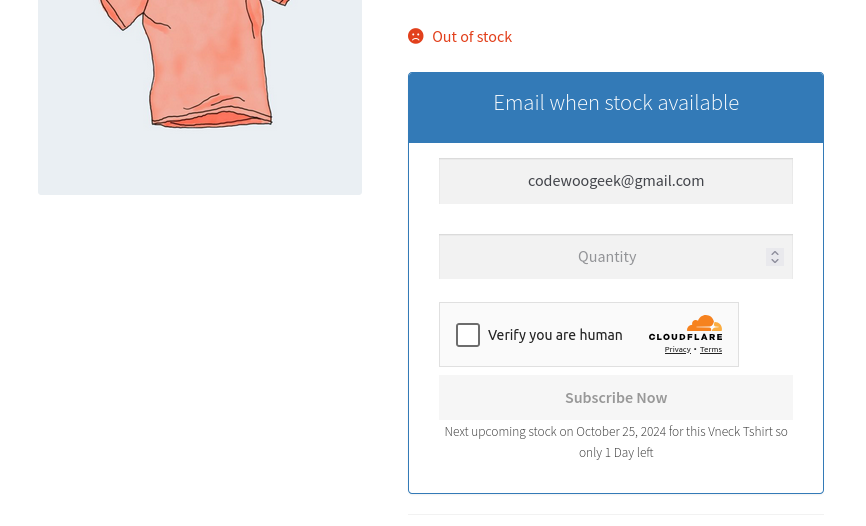 Out of stock
Email when stock available
codewoogeek@gmail.com
Quantity
Verify you are human
CLOUDFLARE
Privacy • Terms
Subscribe Now
Next upcoming stock on October 25, 2024 for this Vneck Tshirt so
only 1 Day left